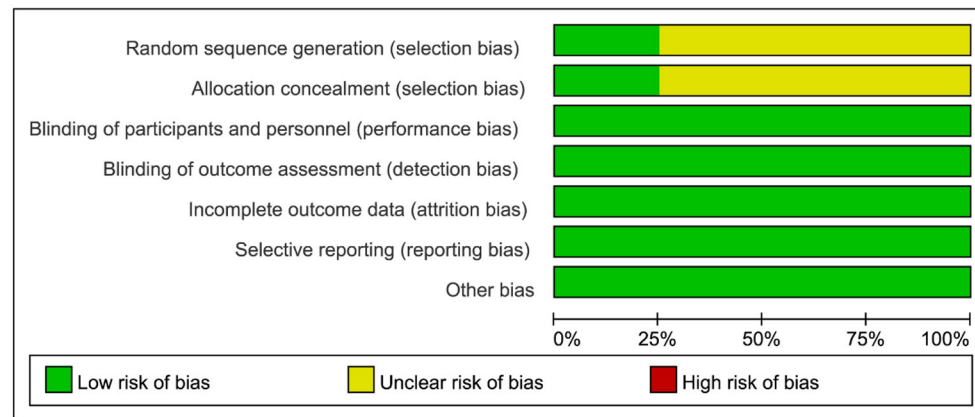 Random sequence generation (selection bias)
Allocation concealment (selection bias)
Blinding of participants and personnel (performance bias)
Blinding of outcome assessment (detection bias)
Incomplete outcome data (attrition bias)
Selective reporting (reporting bias)
Other bias
0% 25% 50% 75% 100%
Low risk of bias Unclear risk of bias High risk of bias